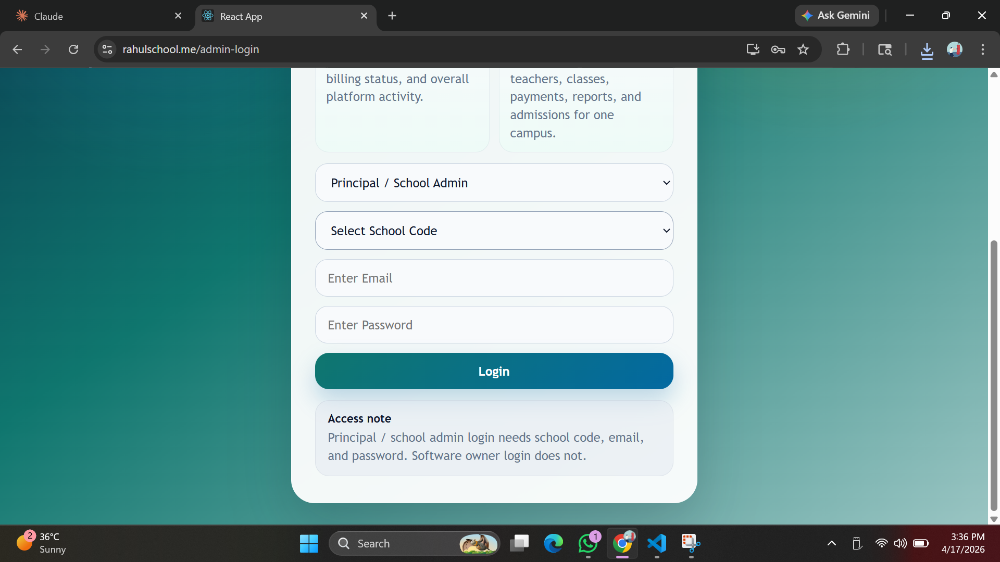 Claude
React App
Ask Gemini
rahulschool.me/admin-login
billing status, and overall
platform activity.
teachers, classes,
payments, reports, and
admissions for one
campus.
Principal / School Admin
Select School Code
Enter Email
Enter Password
Login
Access note
Principal / school admin login needs school code, email,
and password. Software owner login does not.
2
36°C
Sunny
Search
1
3:36 PM
4/17/2026